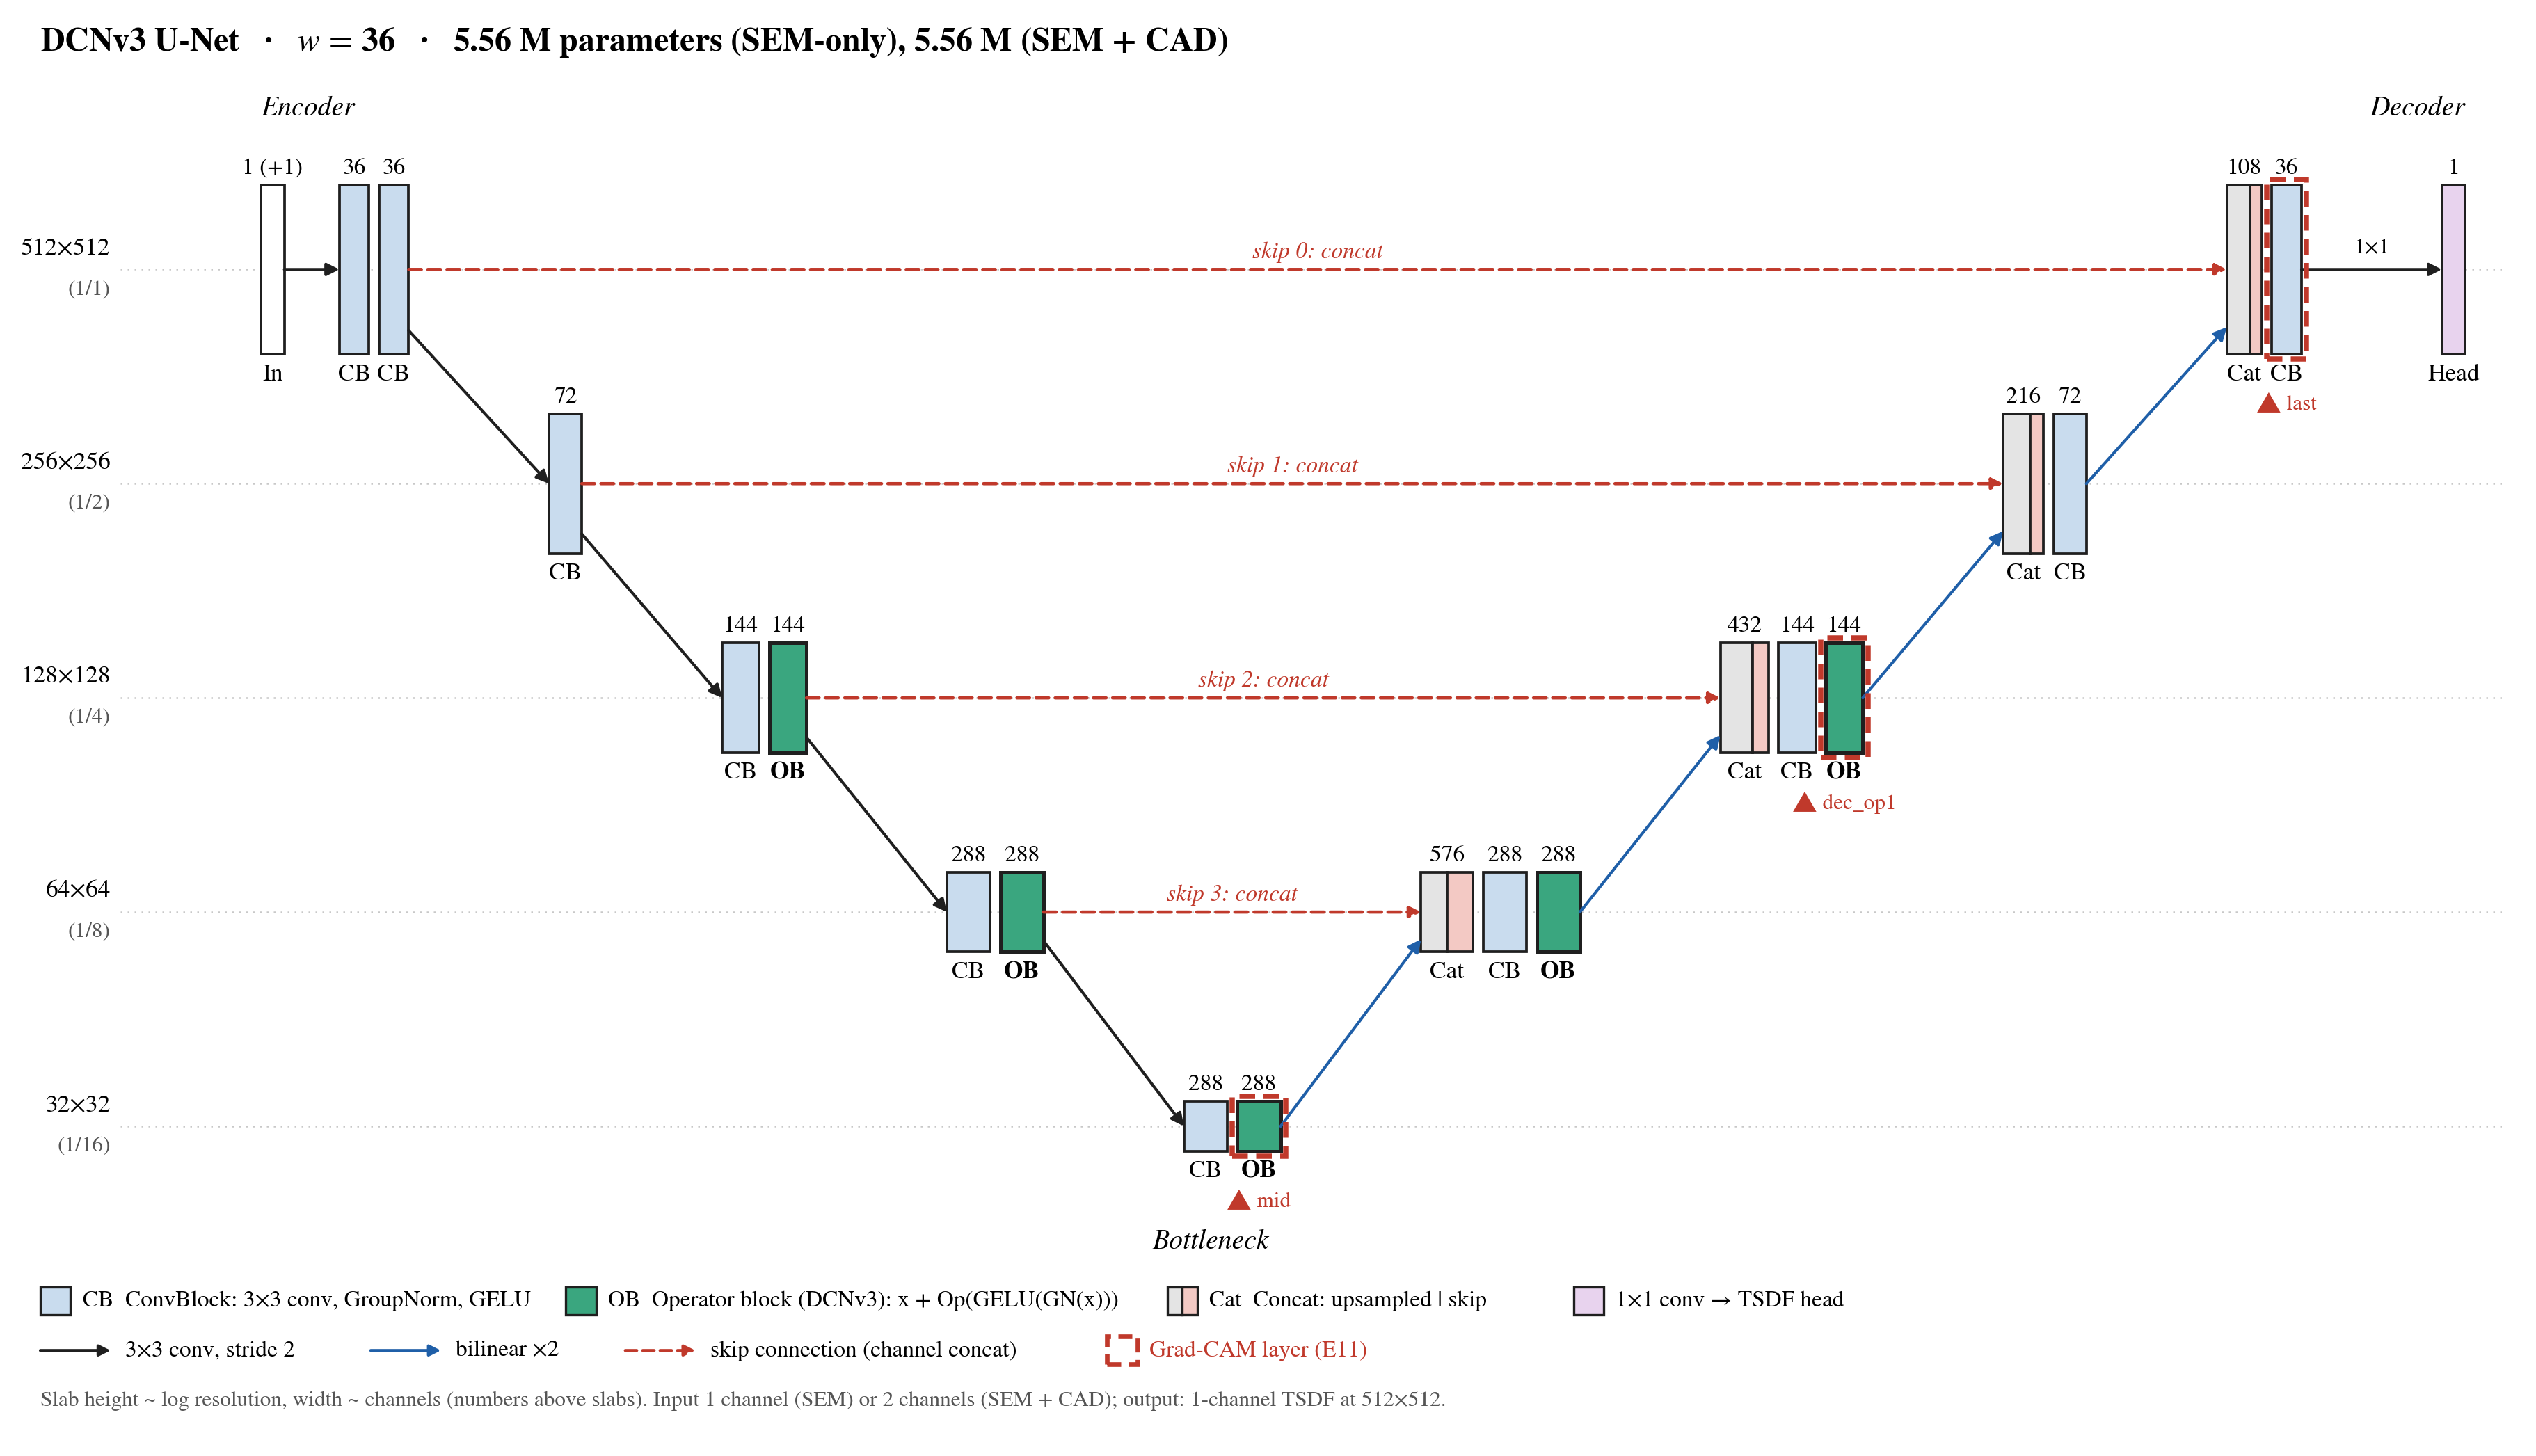 DCNv3 U-Net · w = 36 · 5.56 M parameters (SEM-only), 5.56 M (SEM + CAD)
Encoder
Decoder
1 (+1) 36 36
108 36 1
512×512
(1/1)
skip 0: concat
1×1
In CB CB
Cat CB Head
last
72
216 72
256×256
(1/2)
skip 1: concat
CB
Cat CB
144 144
432 144 144
128×128
(1/4)
skip 2: concat
CB OB
Cat CB OB
dec_op1
288 288
576 288 288
64×64
(1/8)
skip 3: concat
CB OB
Cat CB OB
288 288
32×32
(1/16)
CB OB
mid
Bottleneck
CB ConvBlock: 3×3 conv, GroupNorm, GELU
OB Operator block (DCNv3): x + Op(GELU(GN(x)))
Cat Concat: upsampled | skip
1×1 conv → TSDF head
3×3 conv, stride 2
bilinear ×2
skip connection (channel concat)
Grad-CAM layer (E11)
Slab height ~ log resolution, width ~ channels (numbers above slabs). Input 1 channel (SEM) or 2 channels (SEM + CAD); output: 1-channel TSDF at 512×512.